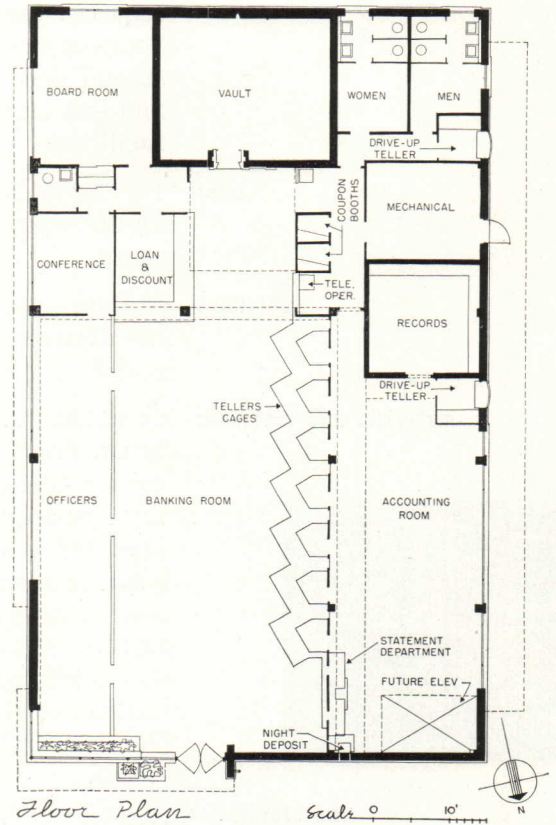 BOARD ROOM
VAULT
WOMEN
MEN
DRIVE-UP
TELLER
COUPON
BOOTHS
MECHANICAL
CONFERENCE
LOAN
&
DISCOUNT
TELE.
OPER.
RECORDS
DRIVE-UP
TELLER
TELLERS
CAGES
OFFICERS
BANKING ROOM
ACCOUNTING
ROOM
STATEMENT
DEPARTMENT
FUTURE ELEV
NIGHT
DEPOSIT
N
Floor Plan
Scale 0 10'